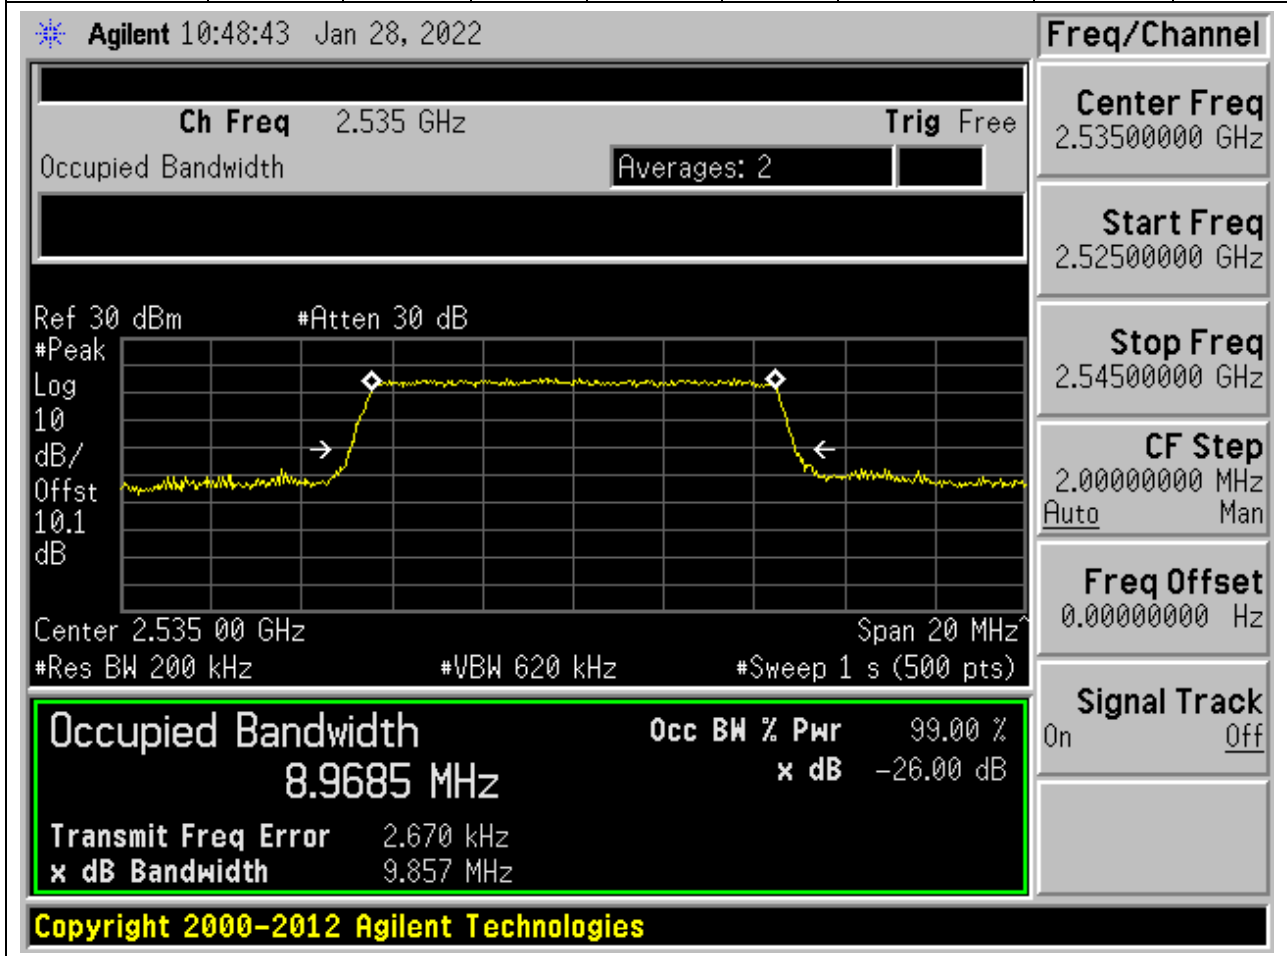 Agilent 10:48:43 Jan 28, 2022
Freq/Channel
Ch Freq 2.535 GHz Trig Free
Occupied Bandwidth Averages: 2
Center Freq
2.53500000 GHz
Start Freq
2.52500000 GHz
Stop Freq
2.54500000 GHz
CF Step
2.00000000 MHz
Auto Man
Freq Offset
0.00000000 Hz
Signal Track
On Off
Ref 30 dBm #Atten 30 dB
#Peak
Log
10
dB/
Offst
10.1
dB
Center 2.535 00 GHz Span 20 MHz^
#Res BW 200 kHz #VBW 620 kHz #Sweep 1 s (500 pts)
Occupied Bandwidth Occ BW % Pwr 99.00 %
8.9685 MHz x dB -26.00 dB
Transmit Freq Error 2.670 kHz
x dB Bandwidth 9.857 MHz
Copyright 2000-2012 Agilent Technologies